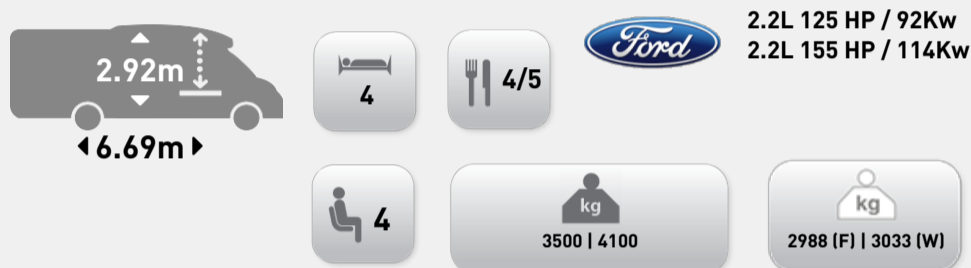 2.92m
6.69m
4
4/5
Ford
2.2L 125 HP / 92Kw
2.2L 155 HP / 114Kw
4
kg
3500 | 4100
kg
2988 (F) | 3033 (W)